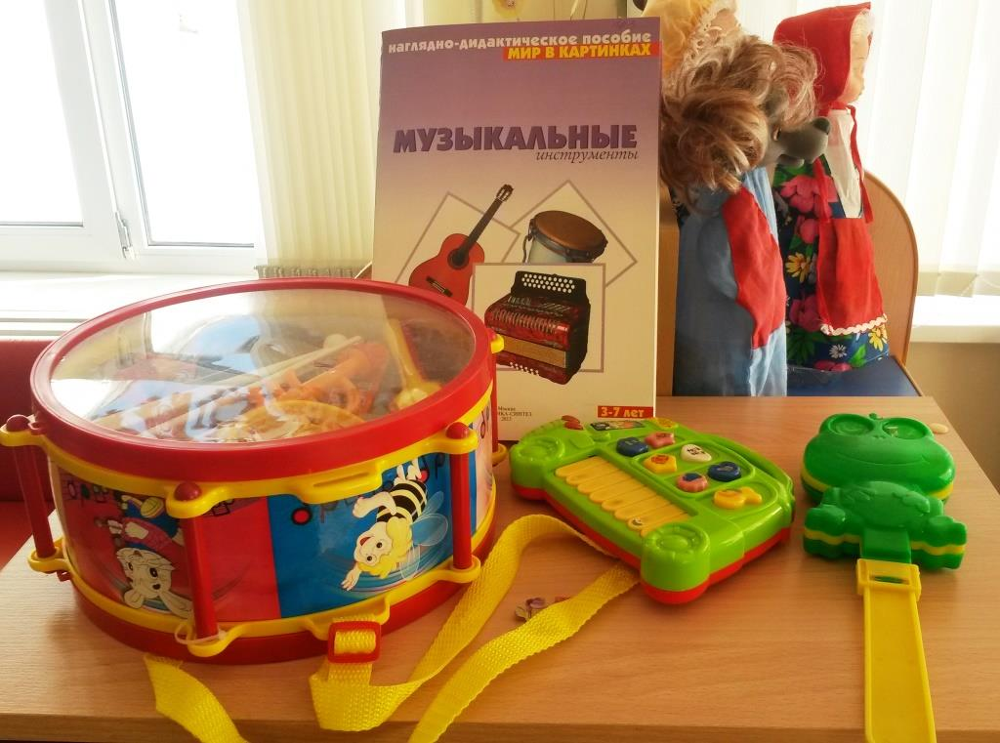 НАГЛЯДНО-ДИДАКТИЧЕСКОЕ ПОСОБИЕ
МИР В КАРТИНКАХ
МУЗЫКАЛЬНЫЕ
инструменты
3-7 лет